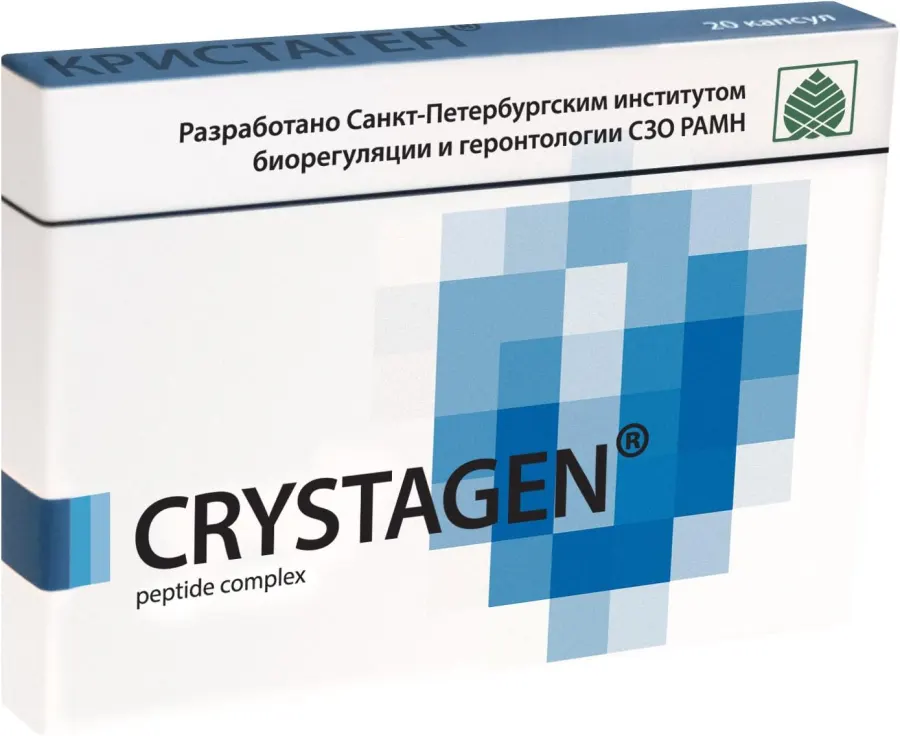 КРИСТАГЕН®
20 капсул
Разработано Санкт-Петербургским институтом
биорегуляции и геронтологии СЗО РАМН
CRYSTAGEN®
peptide complex